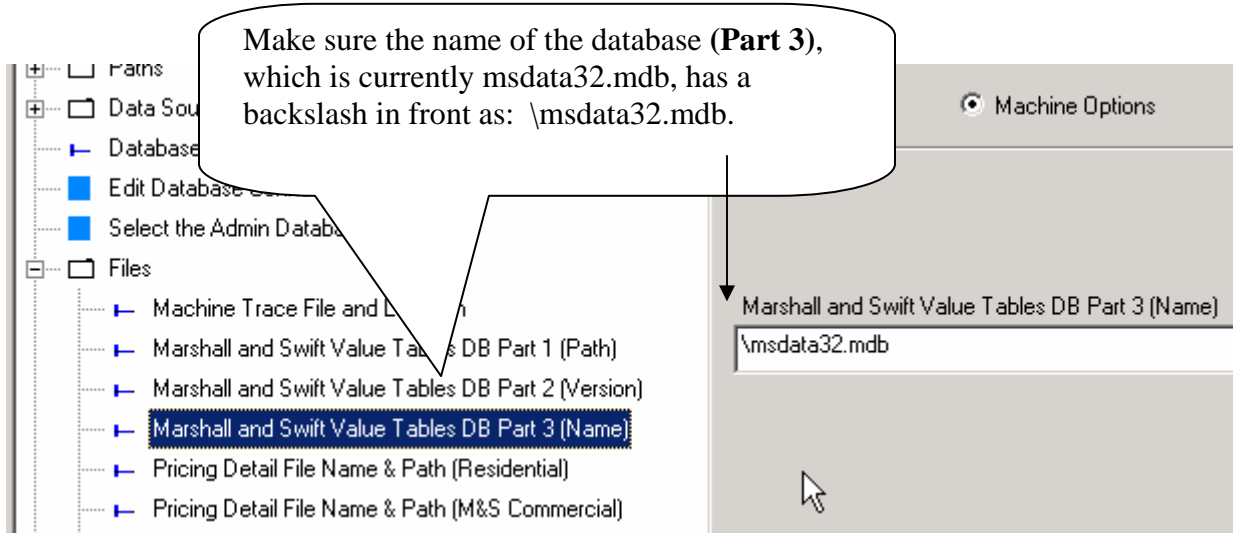 Make sure the name of the database (Part 3),
which is currently msdata32.mdb, has a
backslash in front as: \msdata32.mdb.
Paths
Data Sou
Machine Options
Database
Edit Database
Select the Admin Databa
Files
Machine Trace File and
Marshall and Swift Value Tables DB Part 3 (Name)
\msdata32.mdb
Marshall and Swift Value Tables DB Part 1 (Path)
Marshall and Swift Value Tables DB Part 2 (Version)
Marshall and Swift Value Tables DB Part 3 (Name)
Pricing Detail File Name & Path (Residential)
Pricing Detail File Name & Path (M&S Commercial)